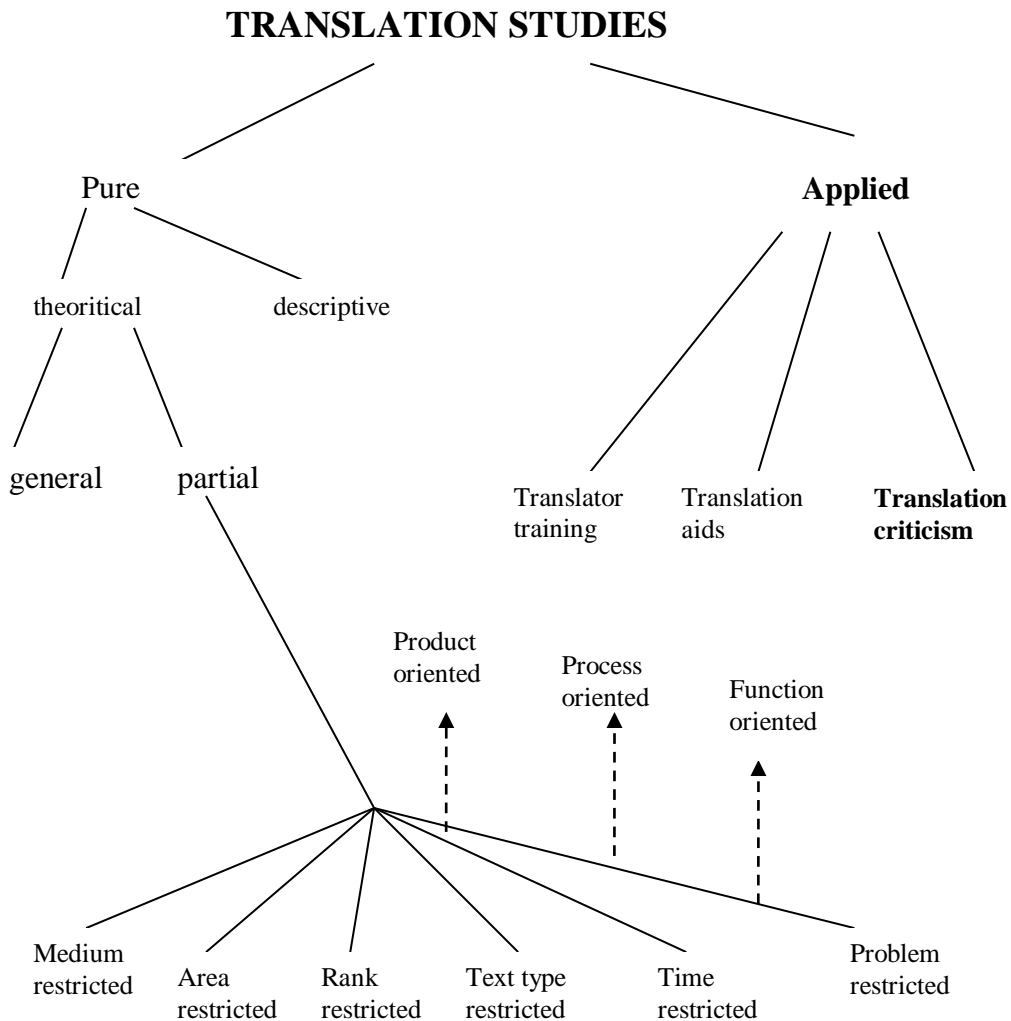 TRANSLATION STUDIES
Pure
Applied
theoritical
descriptive
general
partial
Translator
training
Translation
aids
Translation
criticism
Product
oriented
Process
oriented
Function
oriented
Medium
restricted
Area
restricted
Rank
restricted
Text type
restricted
Time
restricted
Problem
restricted